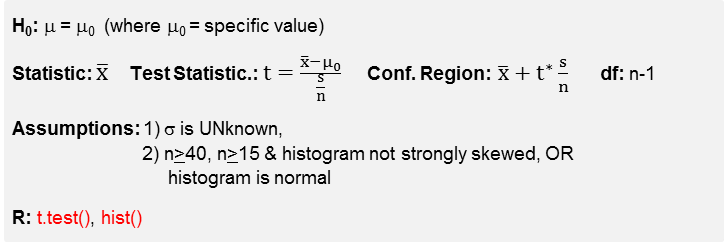 H₀: μ = μ₀ (where μ₀ = specific value)
Statistic: x̄ Test Statistic.: t = (x̄−μ₀)/(s/n) Conf. Region: x̄ + t* s/n df: n-1
Assumptions: 1) σ is UNknown,
2) n≥40, n≥15 & histogram not strongly skewed, OR
histogram is normal
R: t.test(), hist()